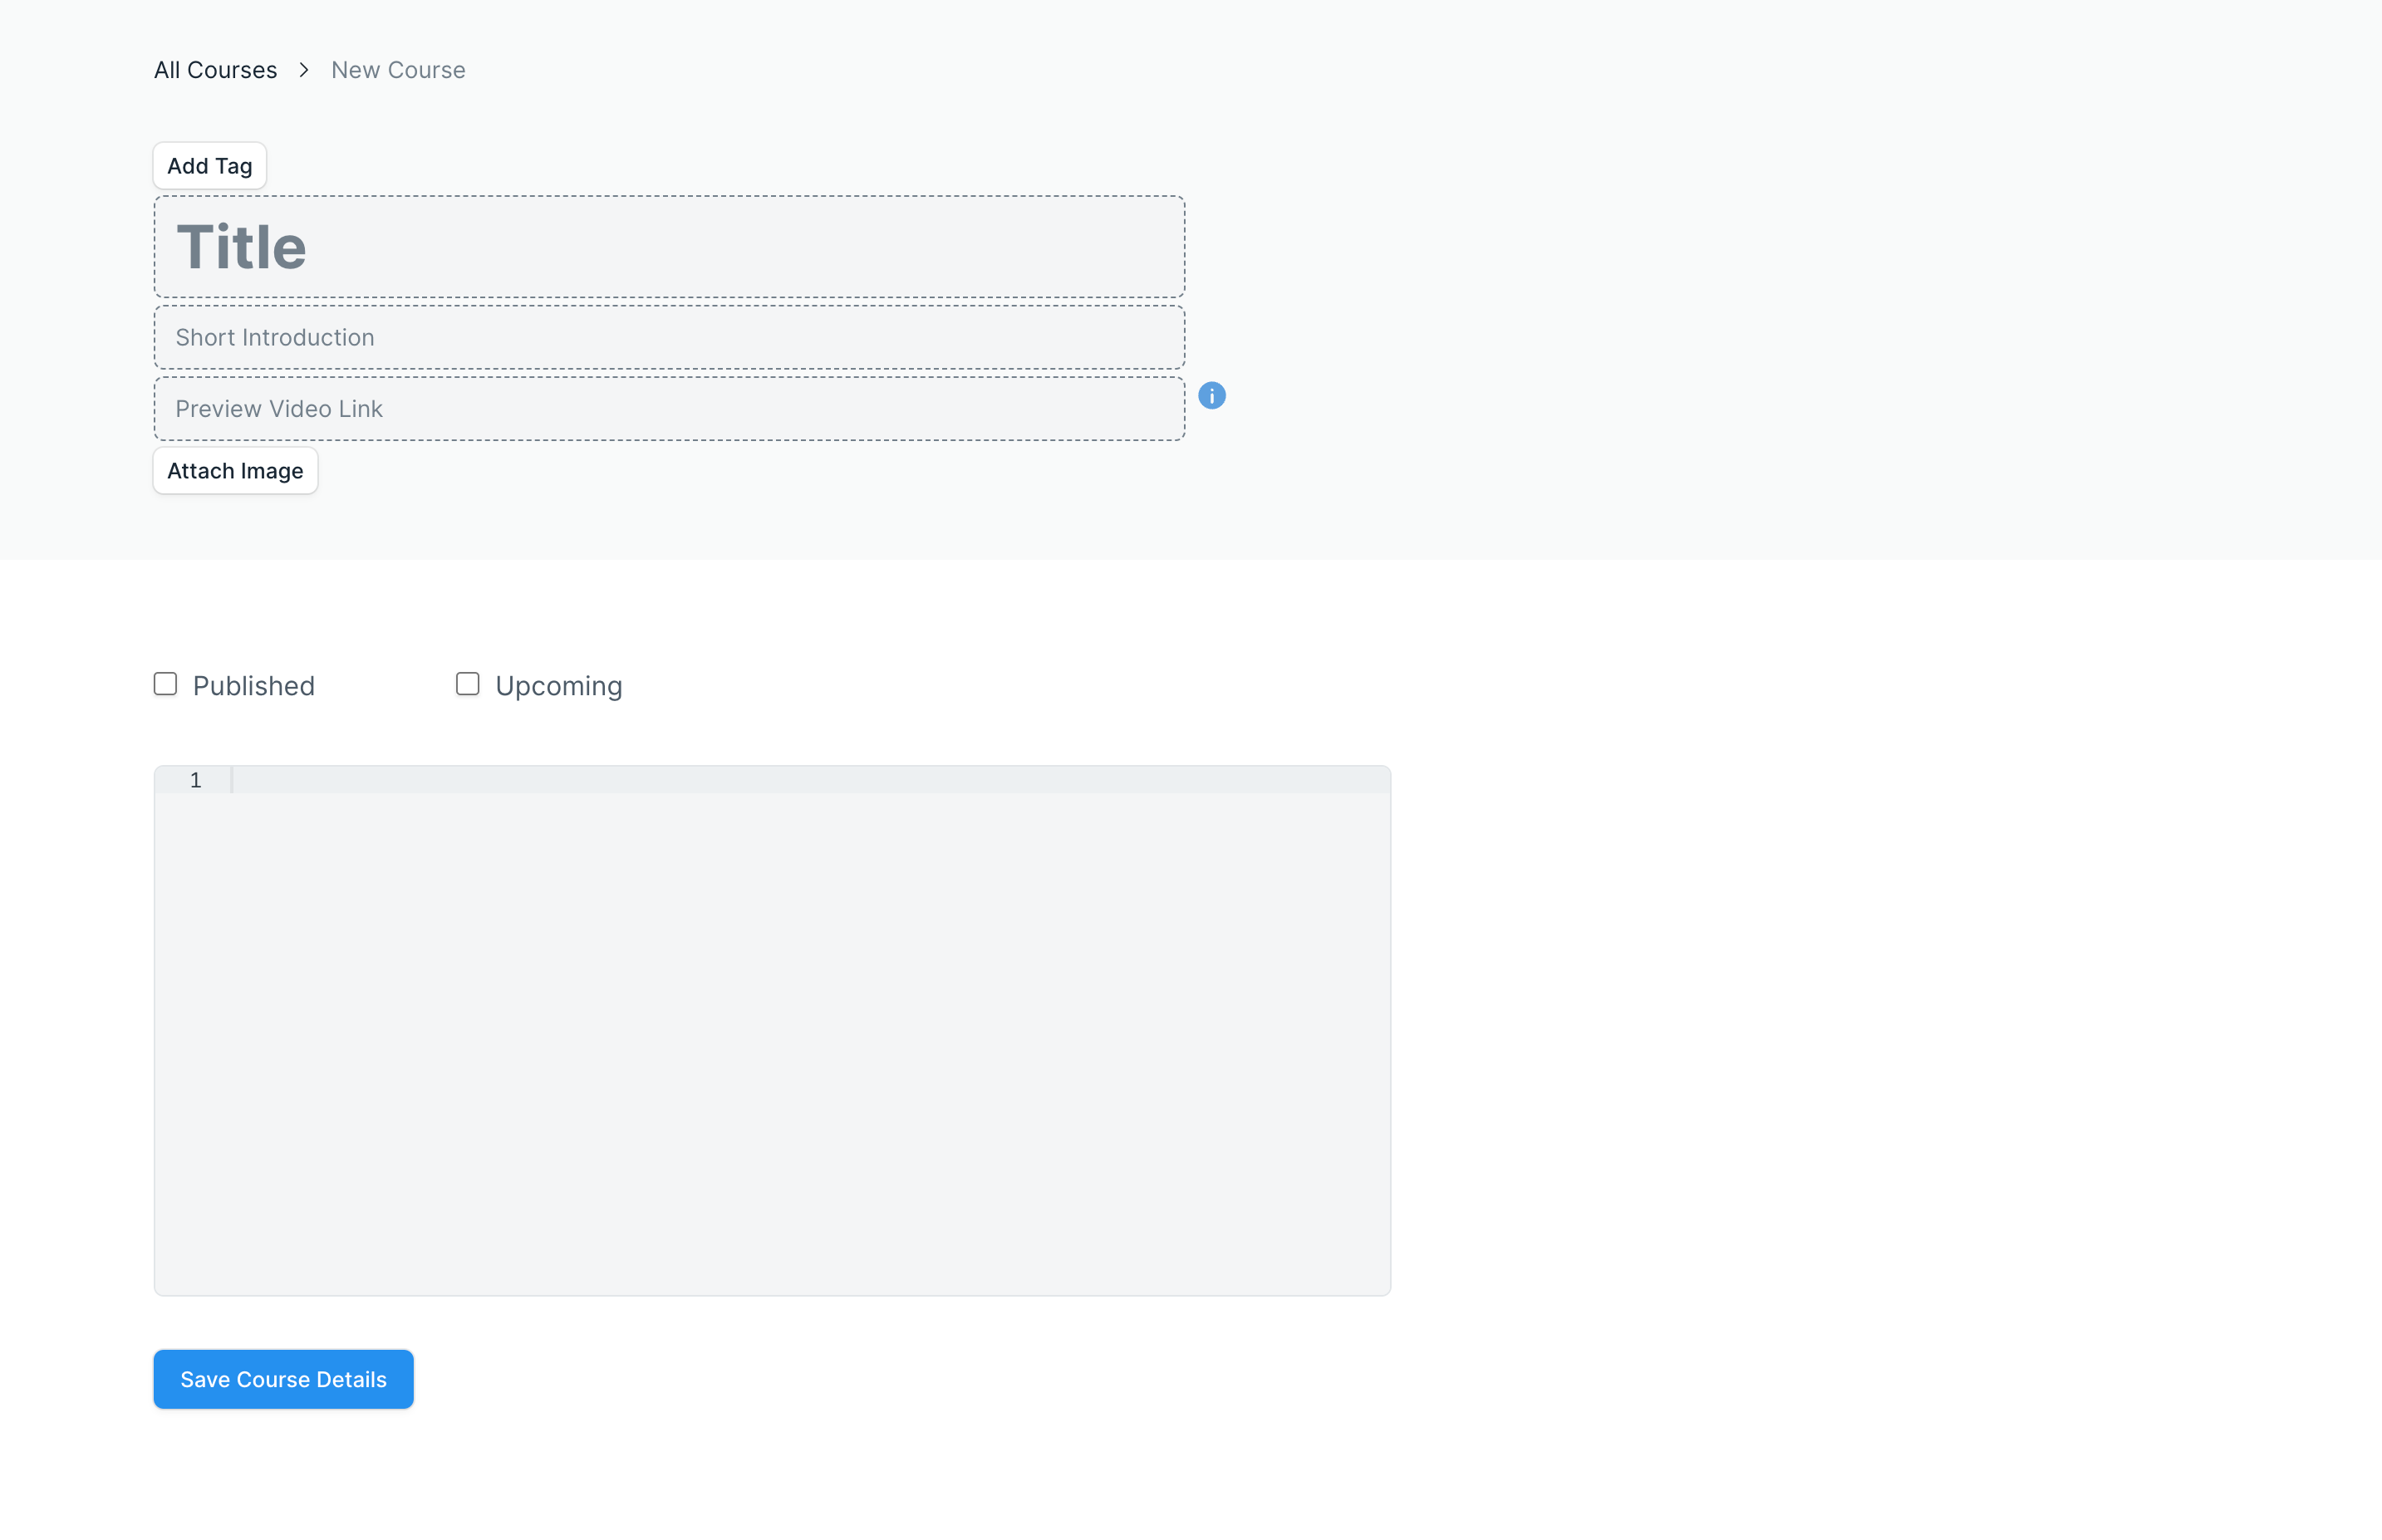 All Courses > New Course
Add Tag
Title
Short Introduction
Preview Video Link
Attach Image
Published Upcoming
1
Save Course Details